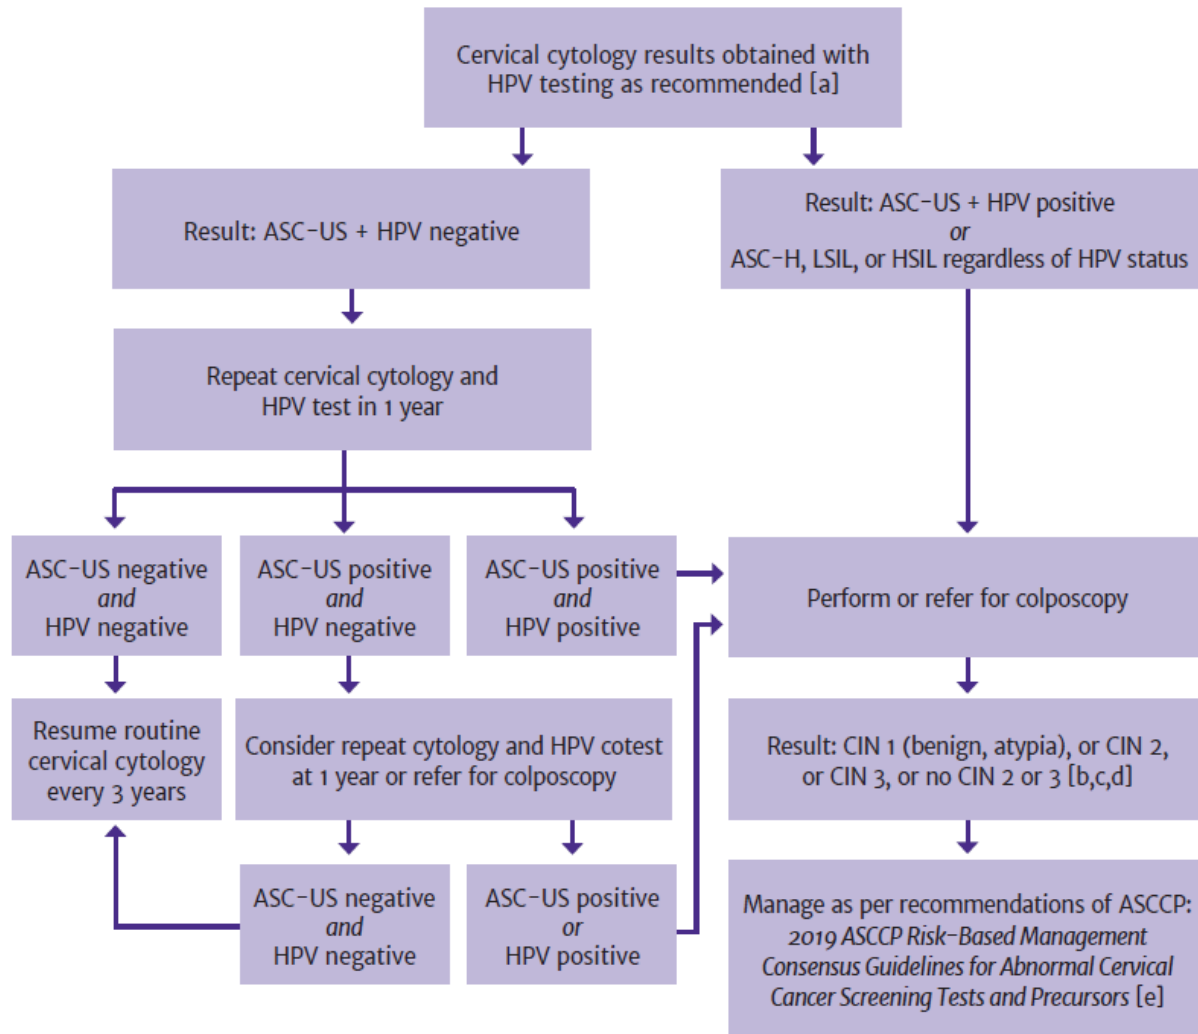 Cervical cytology results obtained with
HPV testing as recommended [a]
Result: ASC-US + HPV negative
Result: ASC-US + HPV positive
or
ASC-H, LSIL, or HSIL regardless of HPV status
Repeat cervical cytology and
HPV test in 1 year
ASC-US negative
and
HPV negative
ASC-US positive
and
HPV negative
ASC-US positive
and
HPV positive
Perform or refer for colposcopy
Resume routine
cervical cytology
every 3 years
Consider repeat cytology and HPV cotest
at 1 year or refer for colposcopy
Result: CIN 1 (benign, atypia), or CIN 2,
or CIN 3, or no CIN 2 or 3 [b,c,d]
ASC-US negative
and
HPV negative
ASC-US positive
or
HPV positive
Manage as per recommendations of ASCCP:
2019 ASCCP Risk-Based Management
Consensus Guidelines for Abnormal Cervical
Cancer Screening Tests and Precursors [e]